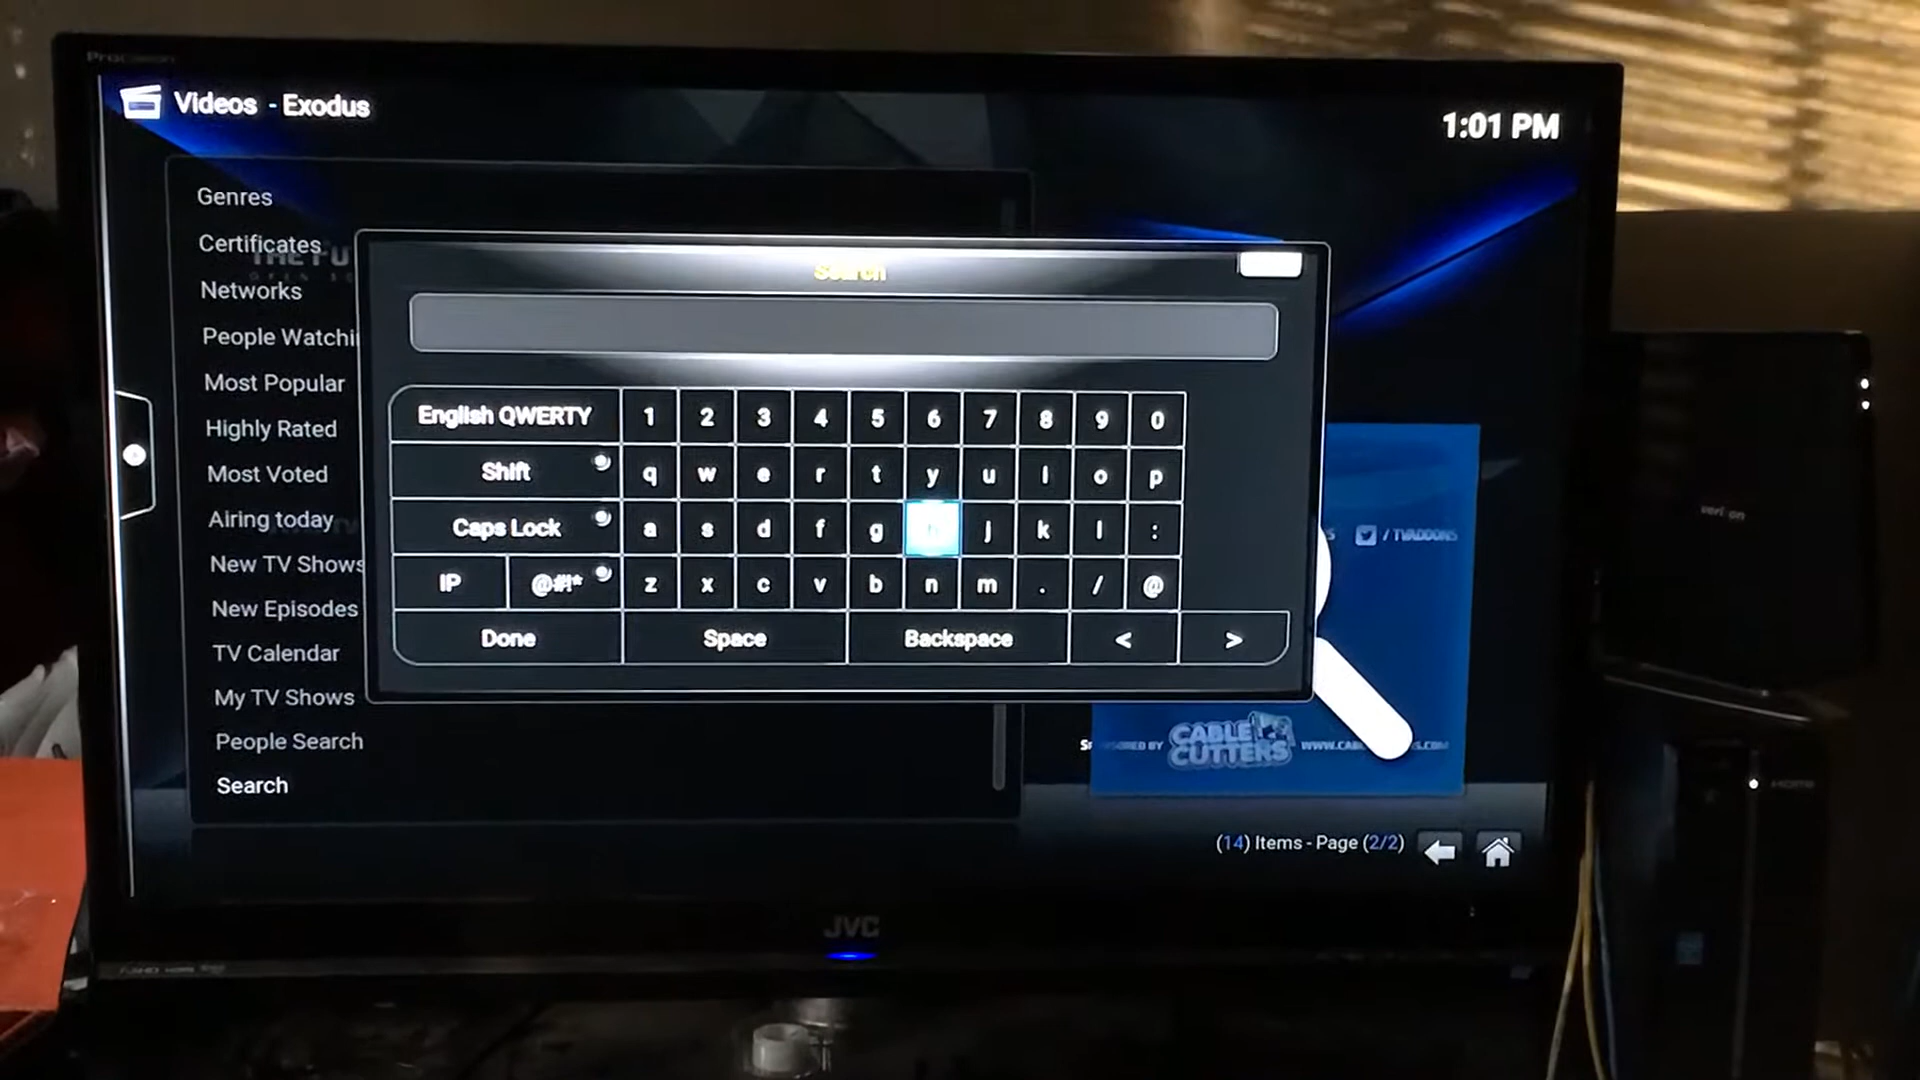 Videos - Exodus
1:01 PM
Genres
Certificates
Networks
People Watchi
Most Popular
Highly Rated
Most Voted
Airing today
New TV Shows
New Episodes
TV Calendar
My TV Shows
People Search
Search
Search
English QWERTY 1 2 3 4 5 6 7 8 9 0
Shift q w e r t y u i o p
Caps Lock a s d f g h j k l :
IP @#!* z x c v b n m . / @
Done Space Backspace < >
/ TVADDONS
CABLE
CUTTERS
(14) Items - Page (2/2)
JVC